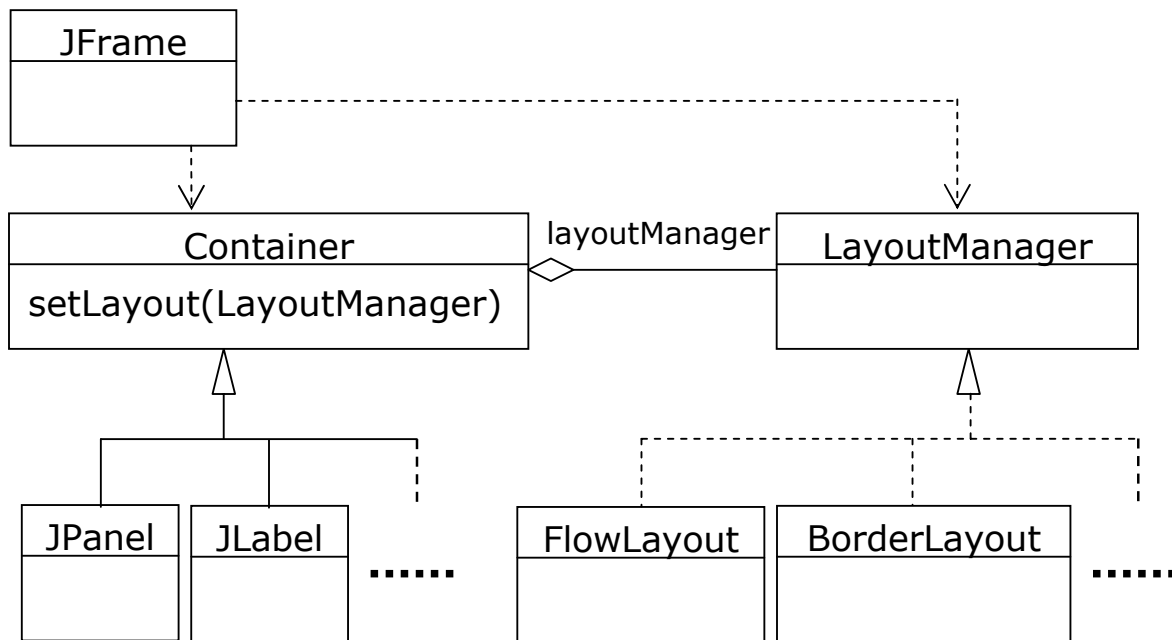 JFrame
Container
layoutManager
LayoutManager
setLayout(LayoutManager)
JPanel
JLabel
......
FlowLayout
BorderLayout
......